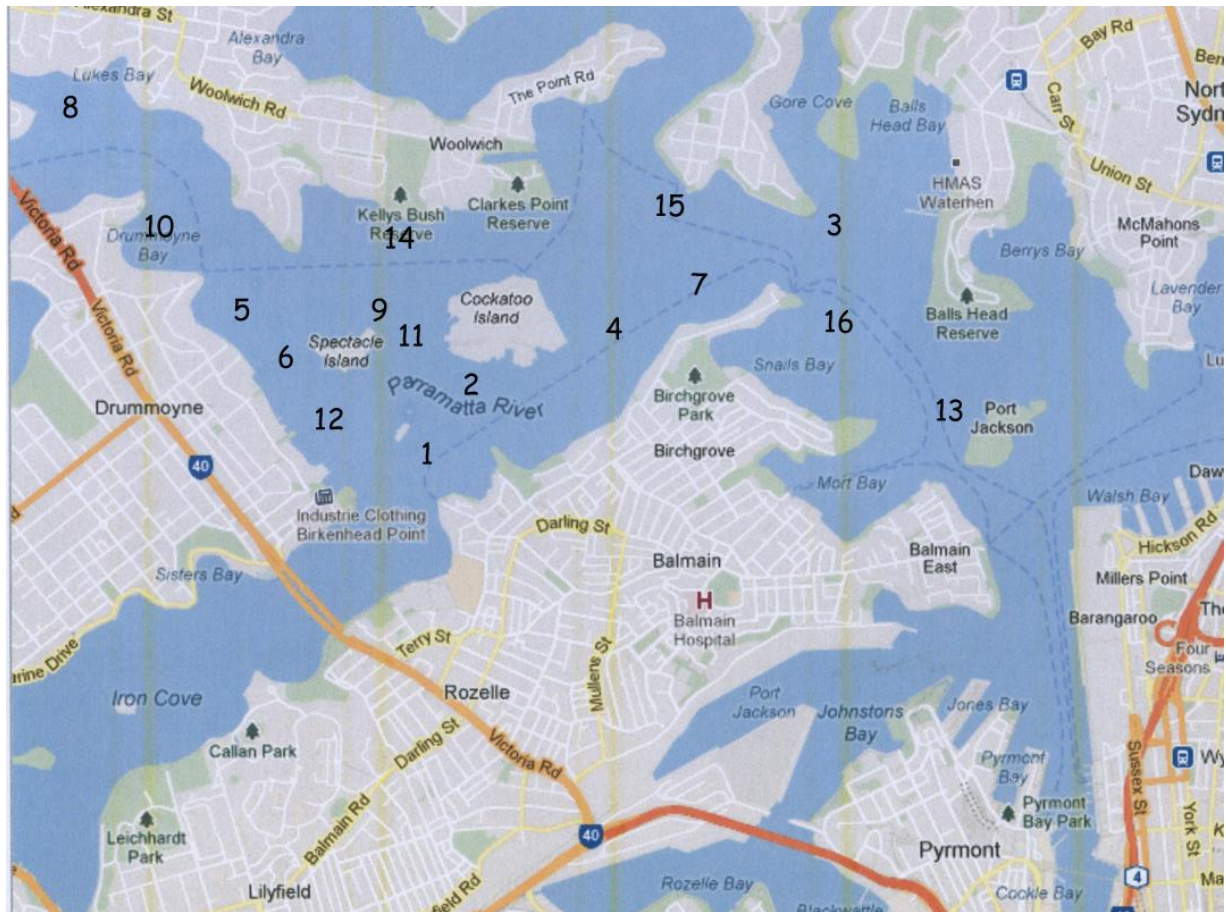 Alexandra St
Alexandra
Bay
Lukes Bay
Woolwich Rd
The Point Rd
Bay Rd
Gore Cove
Balls
Head Bay
Carr St
Union St
8
Woolwich
HMAS
Waterhen
Victoria Rd
Kellys Bush
Reserve
Clarkes Point
Reserve
15
3
McMahons
Point
10
Drummoyne
Bay
14
Berrys Bay
7
Lavender
Bay
5
9
Cockatoo
Island
Balls Head
Reserve
Victoria Rd
11
4
16
6
Spectacle
Island
Snails Bay
2
Parramatta River
Birchgrove
Park
Drummoyne
12
13
Port
Jackson
1
Birchgrove
40
Mort Bay
Walsh Bay
Industrie Clothing
Birkenhead Point
Darling St
Hickson Rd
Sisters Bay
Balmain
Balmain
East
Millers Point
H
Balmain
Hospital
Barangaroo
Terry St
Four
Seasons
Mullens St
Iron Cove
Rozelle
Port
Jackson
Johnstons
Bay
Jones Bay
Callan Park
Darling St
Victoria Rd
Pyrmont
Bay
Sussex St
Balmain Rd
Pyrmont
Bay Park
York St
Leichhardt
Park
40
Pyrmont
4
Lilyfield
Rozelle Bay
Cockle Bay
Blackwattle